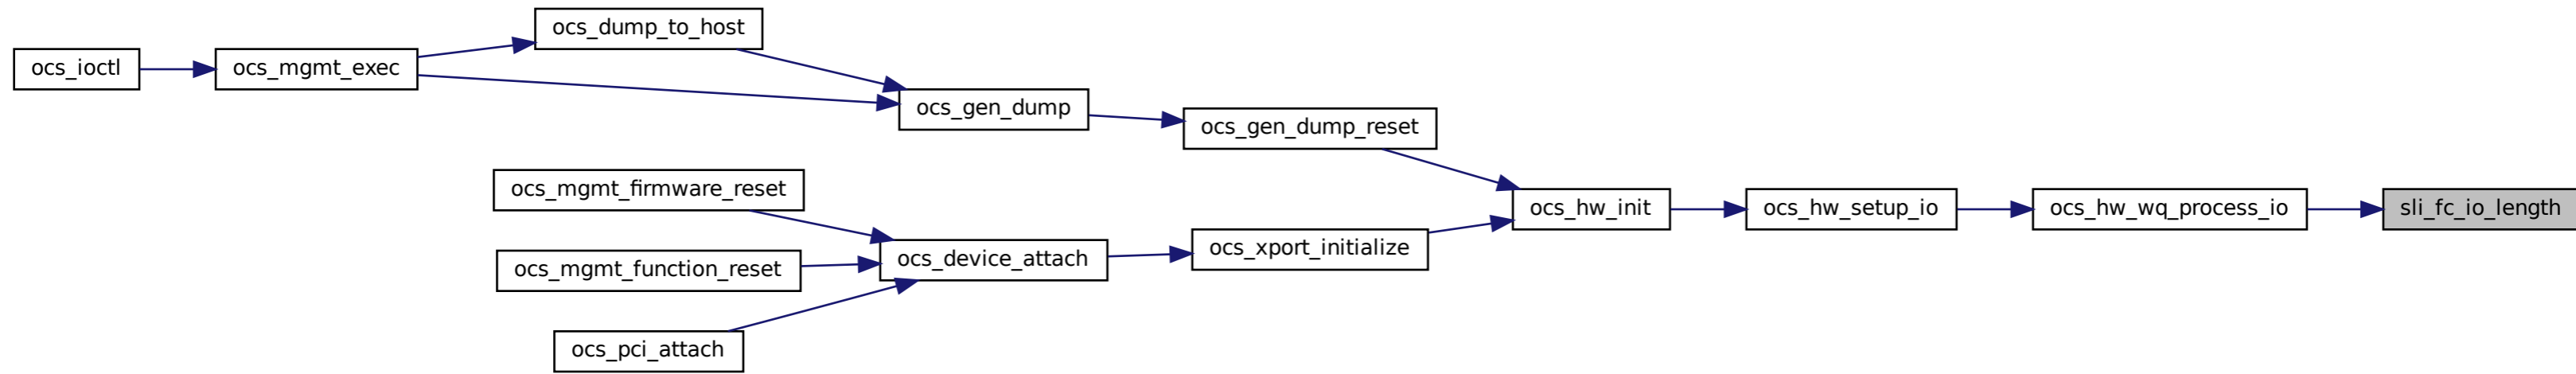 ocs_ioctl
ocs_mgmt_exec
ocs_dump_to_host
ocs_gen_dump
ocs_gen_dump_reset
ocs_mgmt_firmware_reset
ocs_mgmt_function_reset
ocs_pci_attach
ocs_device_attach
ocs_xport_initialize
ocs_hw_init
ocs_hw_setup_io
ocs_hw_wq_process_io
sli_fc_io_length